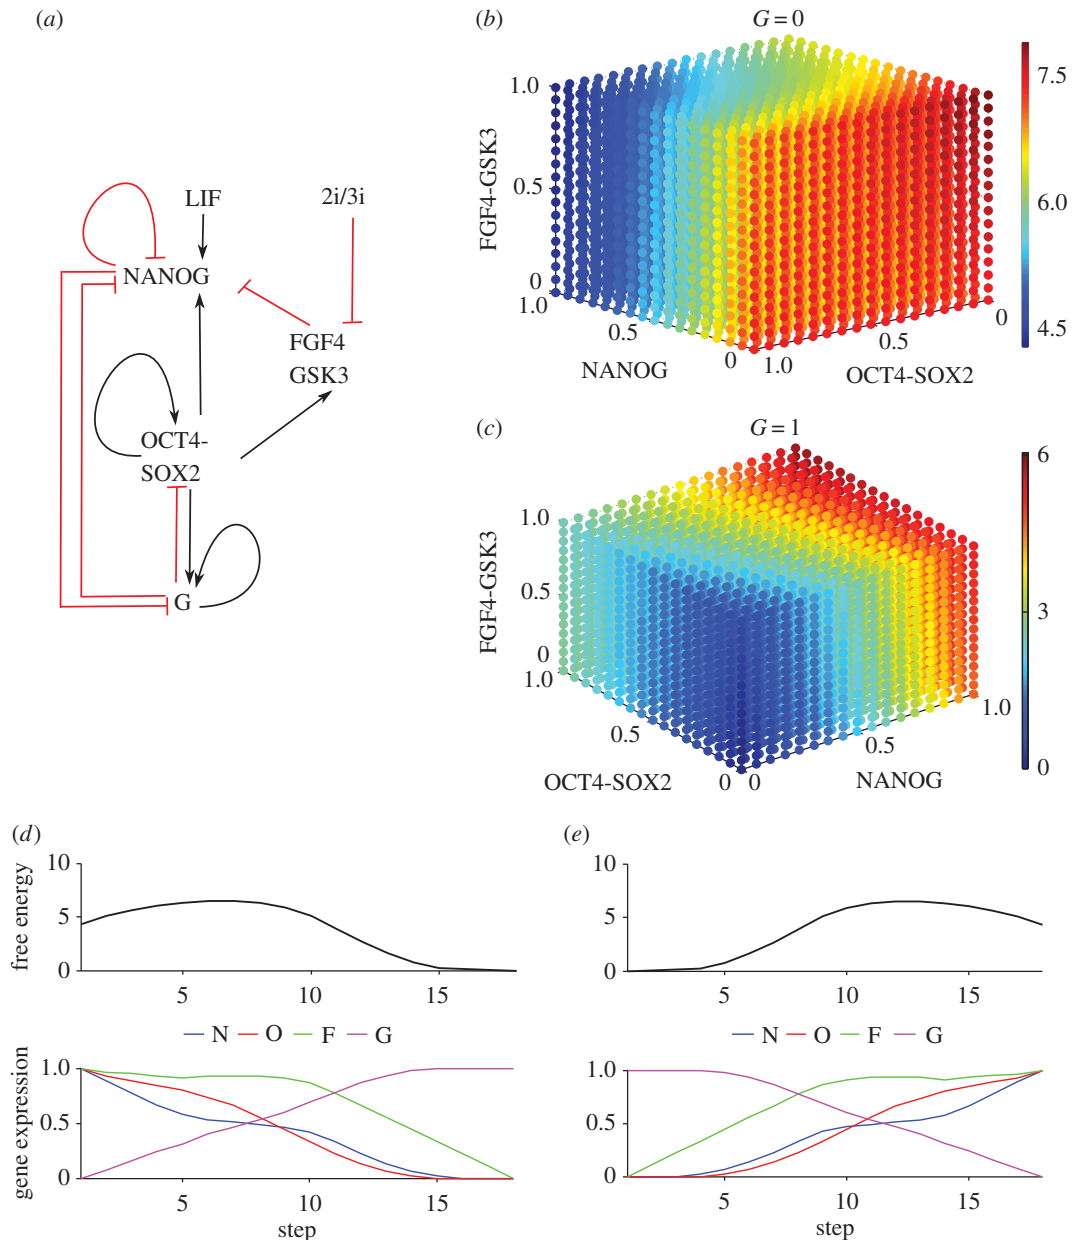 (a)
LIF
2i/3i
NANOG
FGF4
GSK3
OCT4-
SOX2
G
(b)
G = 0
FGF4-GSK3
1.0
0.5
0
1.0
0.5
NANOG
0
1.0
0.5
OCT4-SOX2
0
7.5
6.0
4.5
(c)
G = 1
FGF4-GSK3
1.0
0.5
0
1.0
0.5
OCT4-SOX2
0
0
0.5
NANOG
1.0
6
3
0
(d)
free energy
10
5
0
5
10
15
N O F G
gene expression
1.0
0.5
0
5
10
15
step
(e)
10
5
0
5
10
15
N O F G
1.0
0.5
0
5
10
15
step